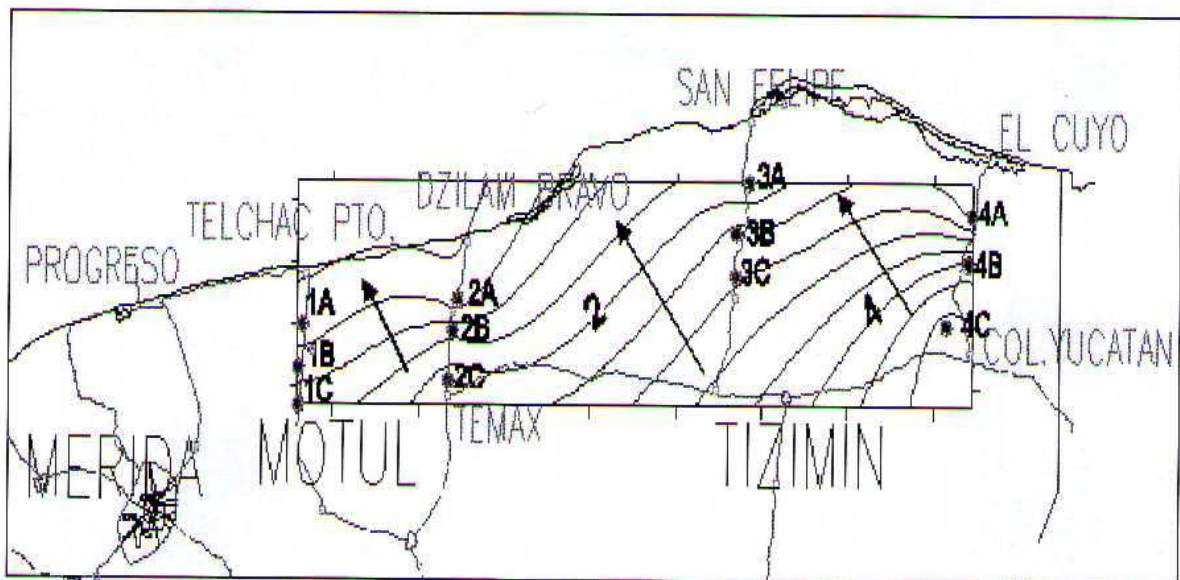 SAN FELIPE
EL CUYO
3A
DZILAM BRAVO
4A
TELCHAC PTO.
3B
PROGRESO
4B
3C
2A
1A
2
4
2B
4C
COL.YUCATAN
1B
2C
1C
TEMAX
MERIDA
MOTUL
TIZIMIN